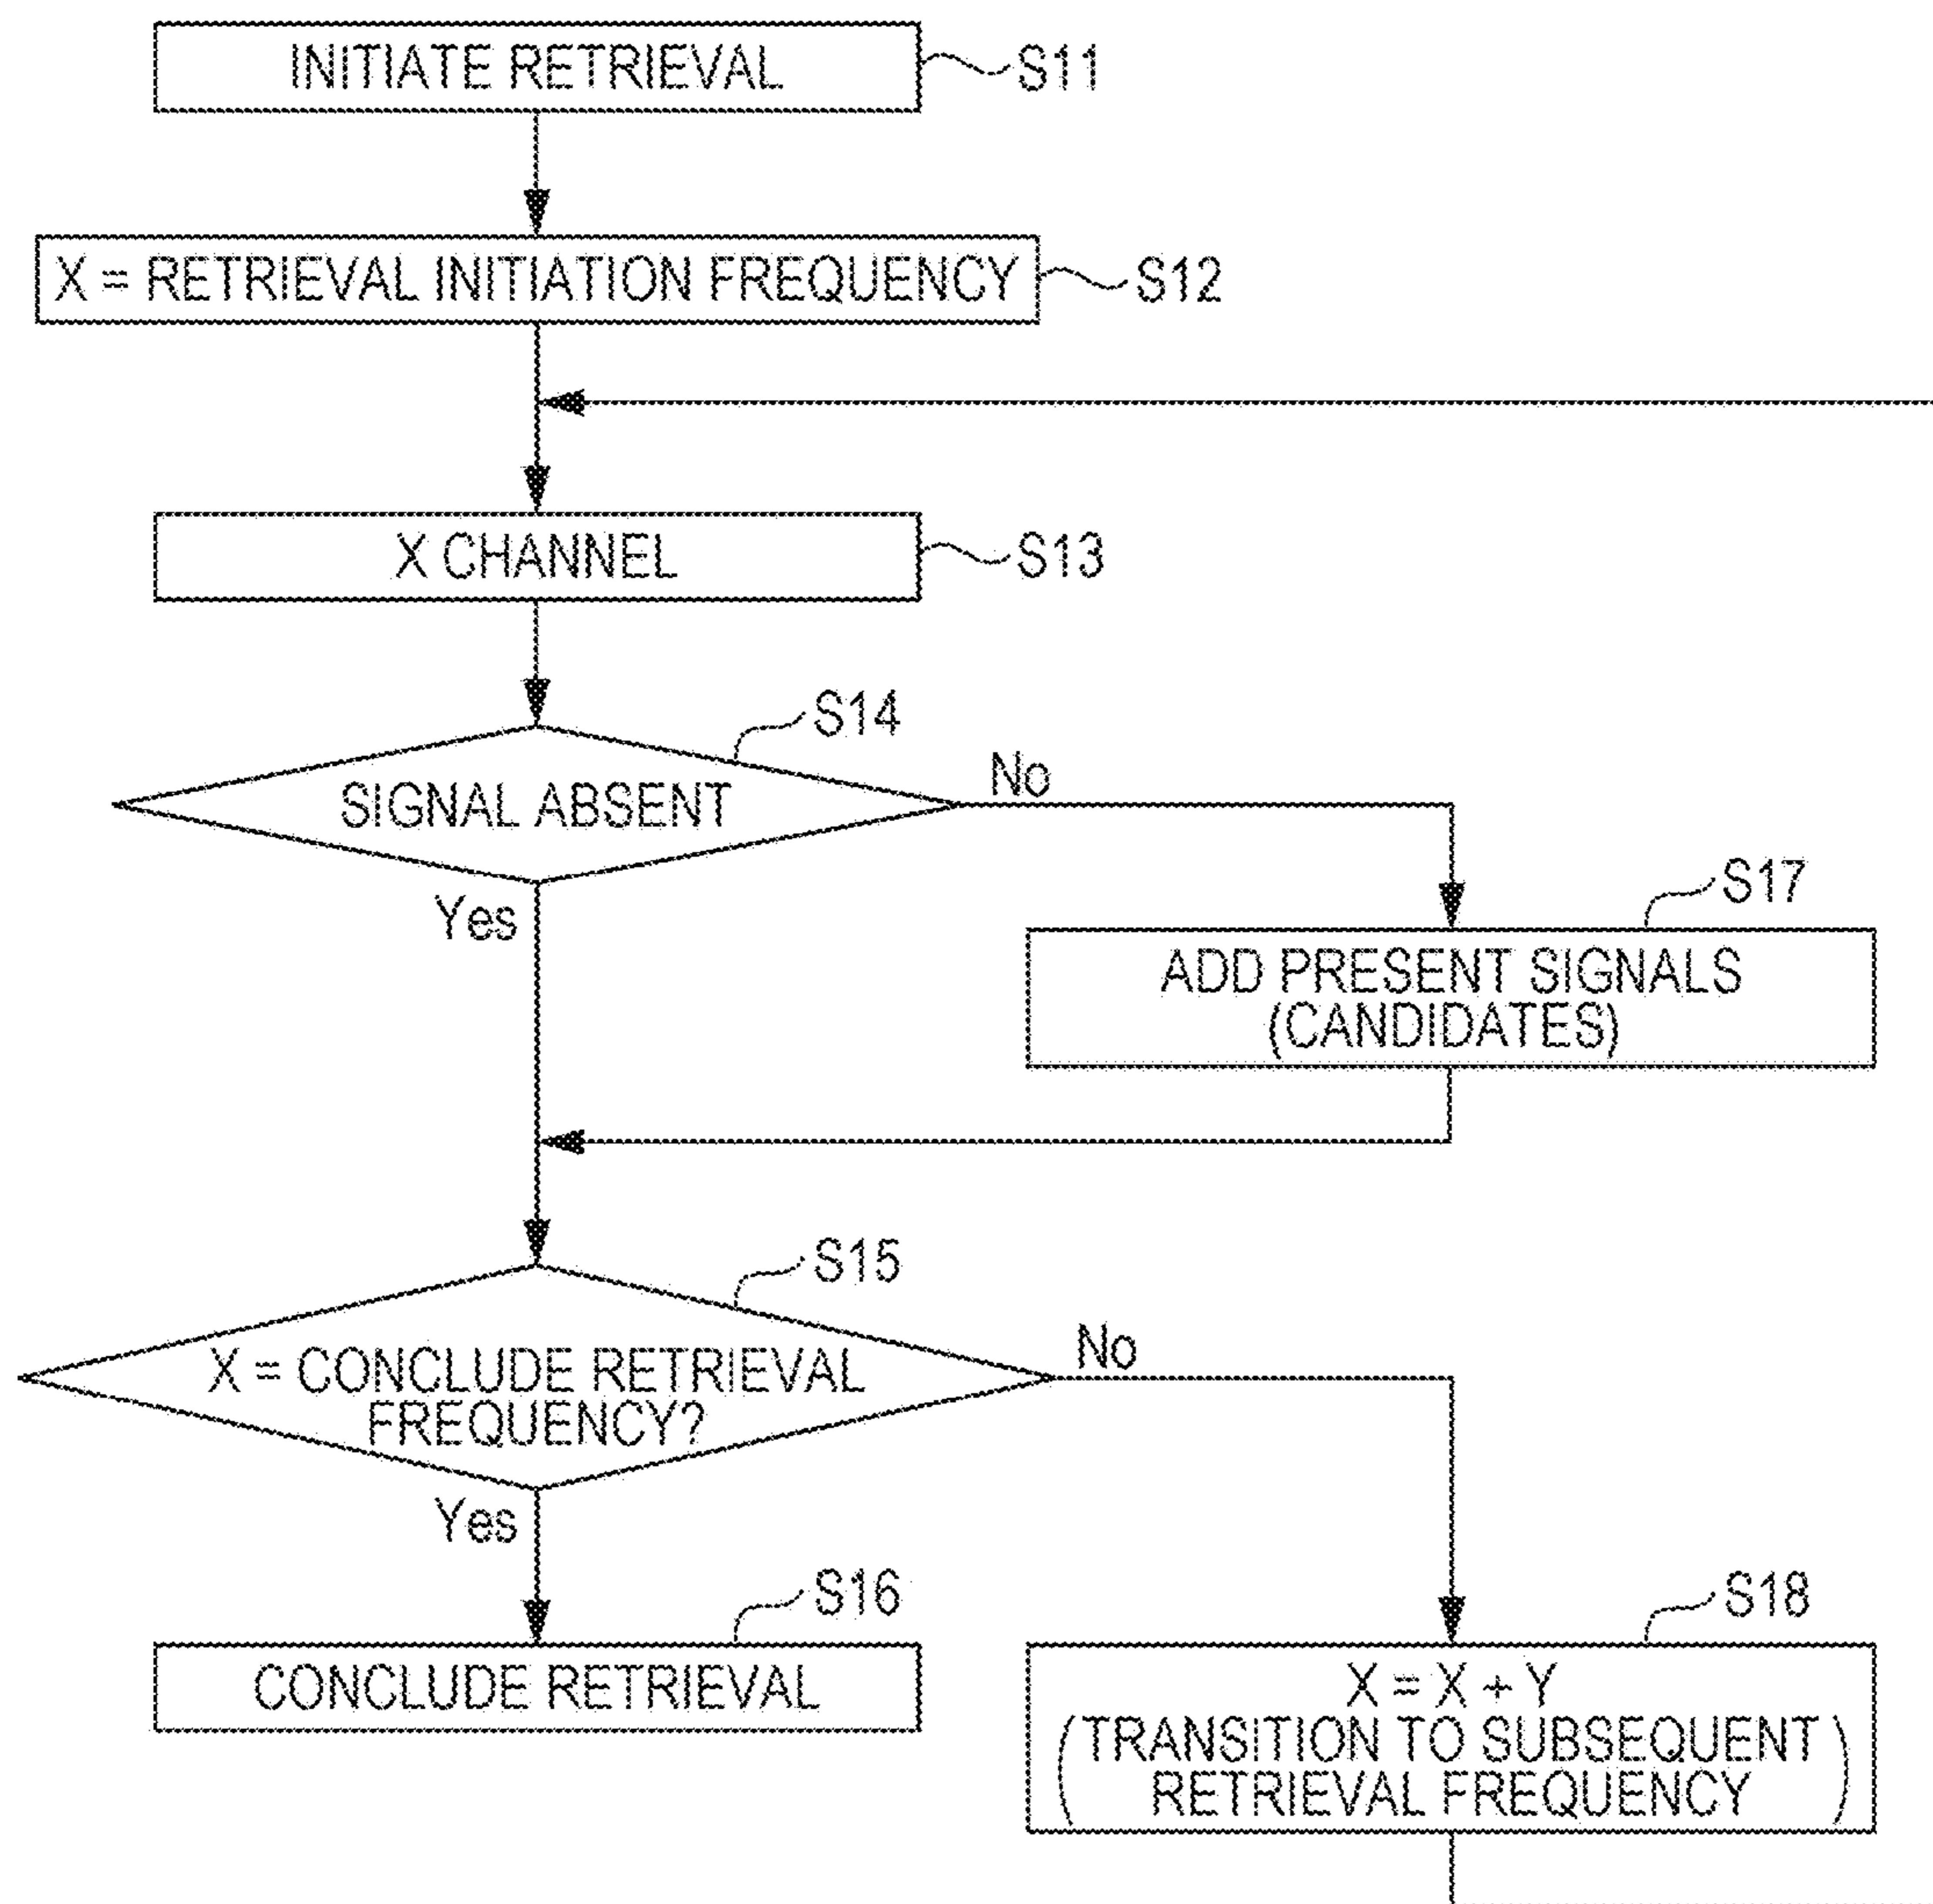 INITIATE RETRIEVAL
S11
X = RETRIEVAL INITIATION FREQUENCY
S12
X CHANNEL
S13
S14
SIGNAL ABSENT
No
Yes
S17
ADD PRESENT SIGNALS
(CANDIDATES)
S15
X = CONCLUDE RETRIEVAL
FREQUENCY?
No
Yes
S16
CONCLUDE RETRIEVAL
S18
X = X + Y
(TRANSITION TO SUBSEQUENT
RETRIEVAL FREQUENCY)